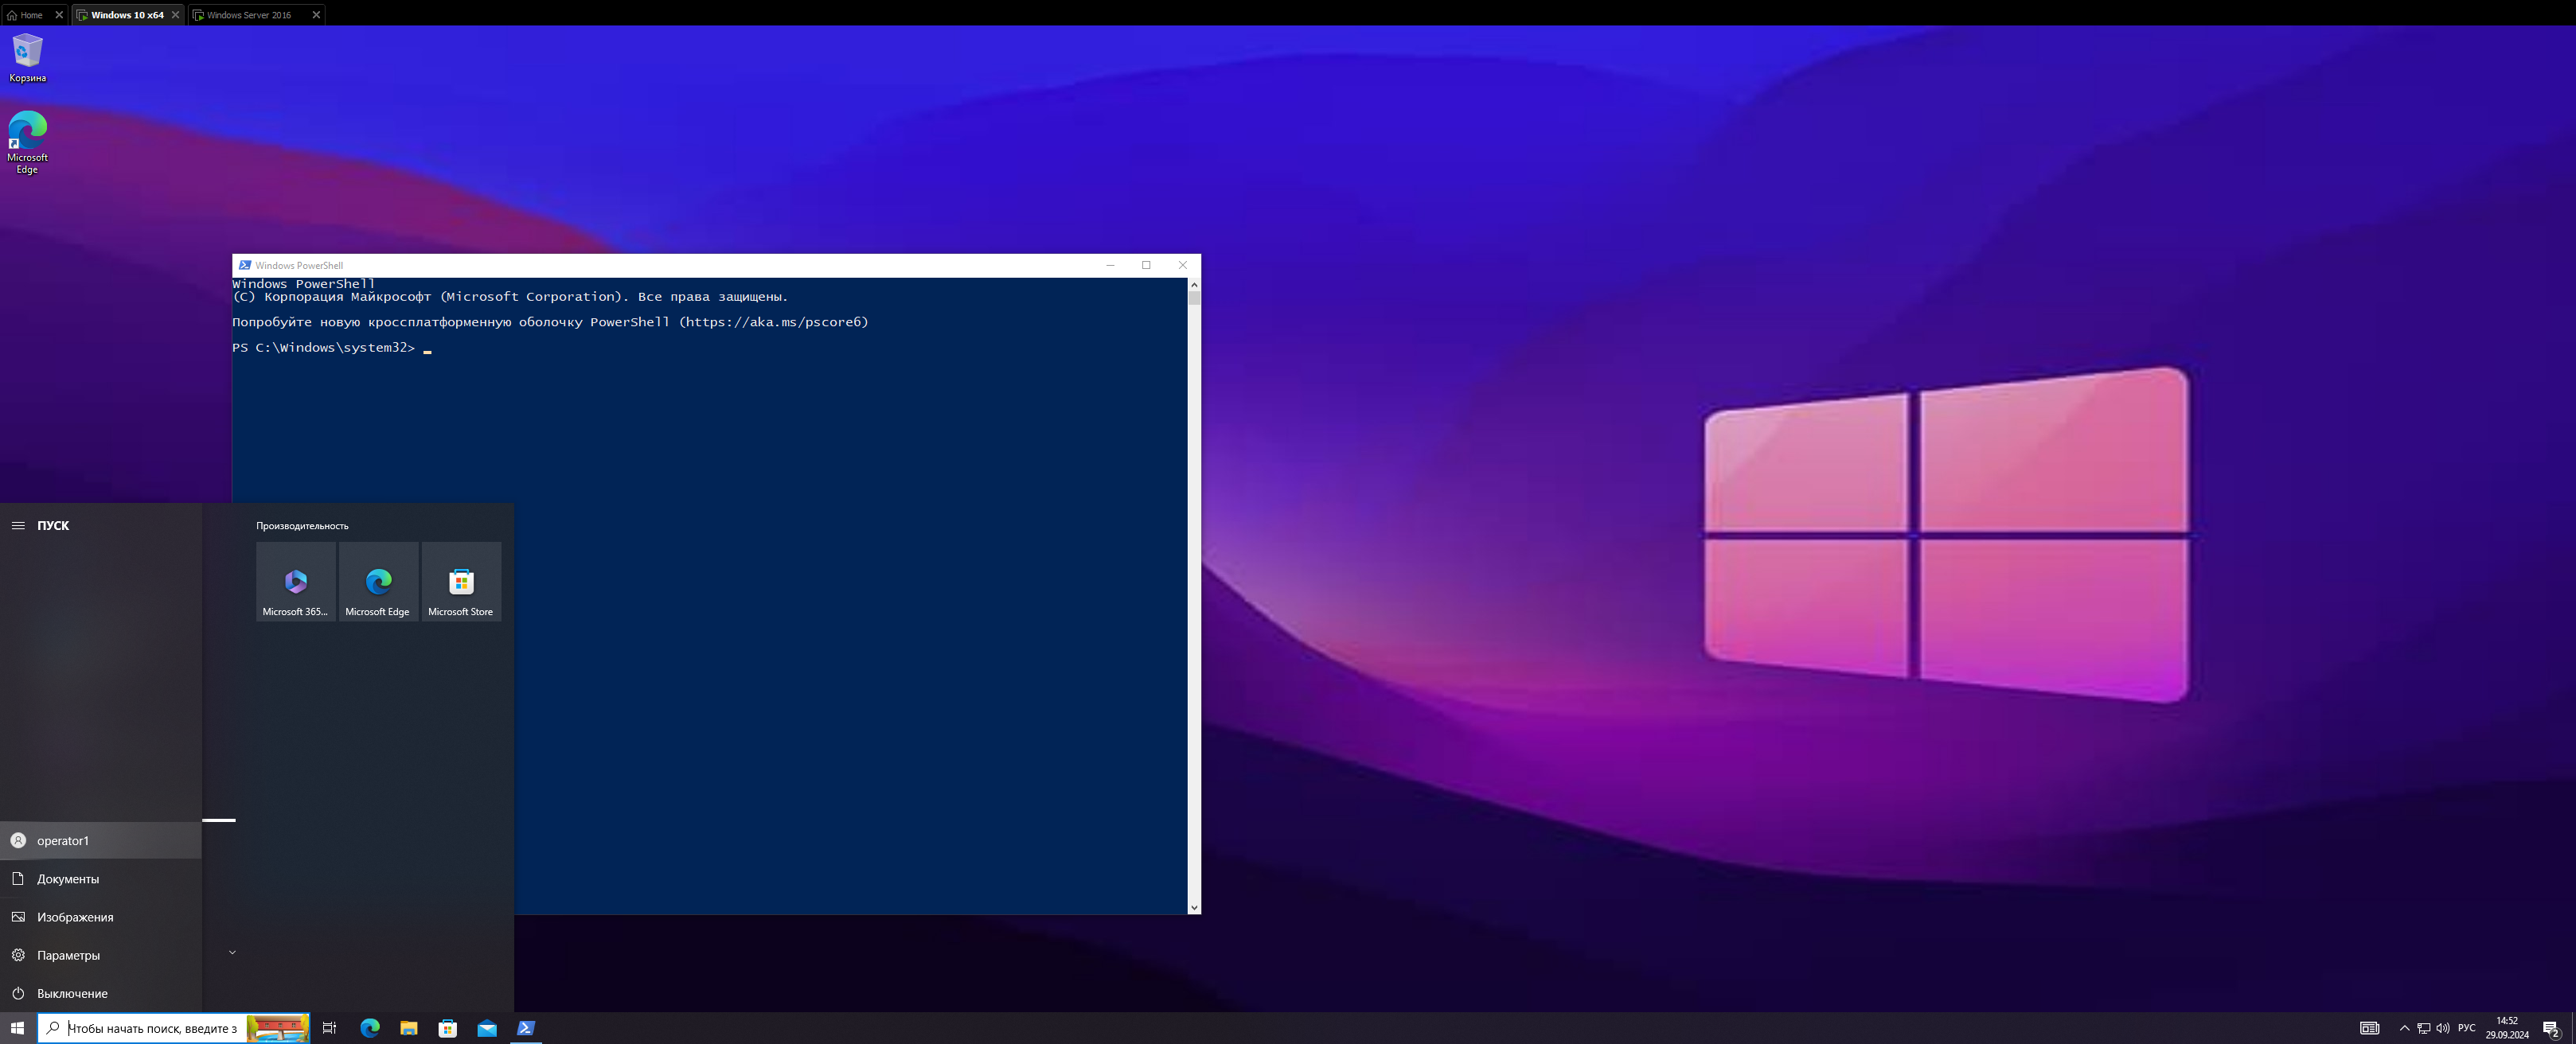 Home
Windows 10 x64
Windows Server 2016
Корзина
Microsoft
Edge
Windows PowerShell
Windows PowerShell
(C) Корпорация Майкрософт (Microsoft Corporation). Все права защищены.
Попробуйте новую кроссплатформенную оболочку PowerShell (https://aka.ms/pscore6)
PS C:\Windows\system32>
ПУСК
Производительность
Microsoft 365...
Microsoft Edge
Microsoft Store
operator1
Документы
Изображения
Параметры
Выключение
Чтобы начать поиск, введите з
РУС
14:52
29.09.2024
2